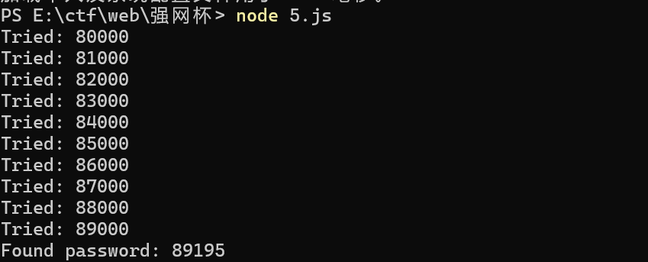 PS E:\ctf\web\强网杯> node 5.js
Tried: 80000
Tried: 81000
Tried: 82000
Tried: 83000
Tried: 84000
Tried: 85000
Tried: 86000
Tried: 87000
Tried: 88000
Tried: 89000
Found password: 89195